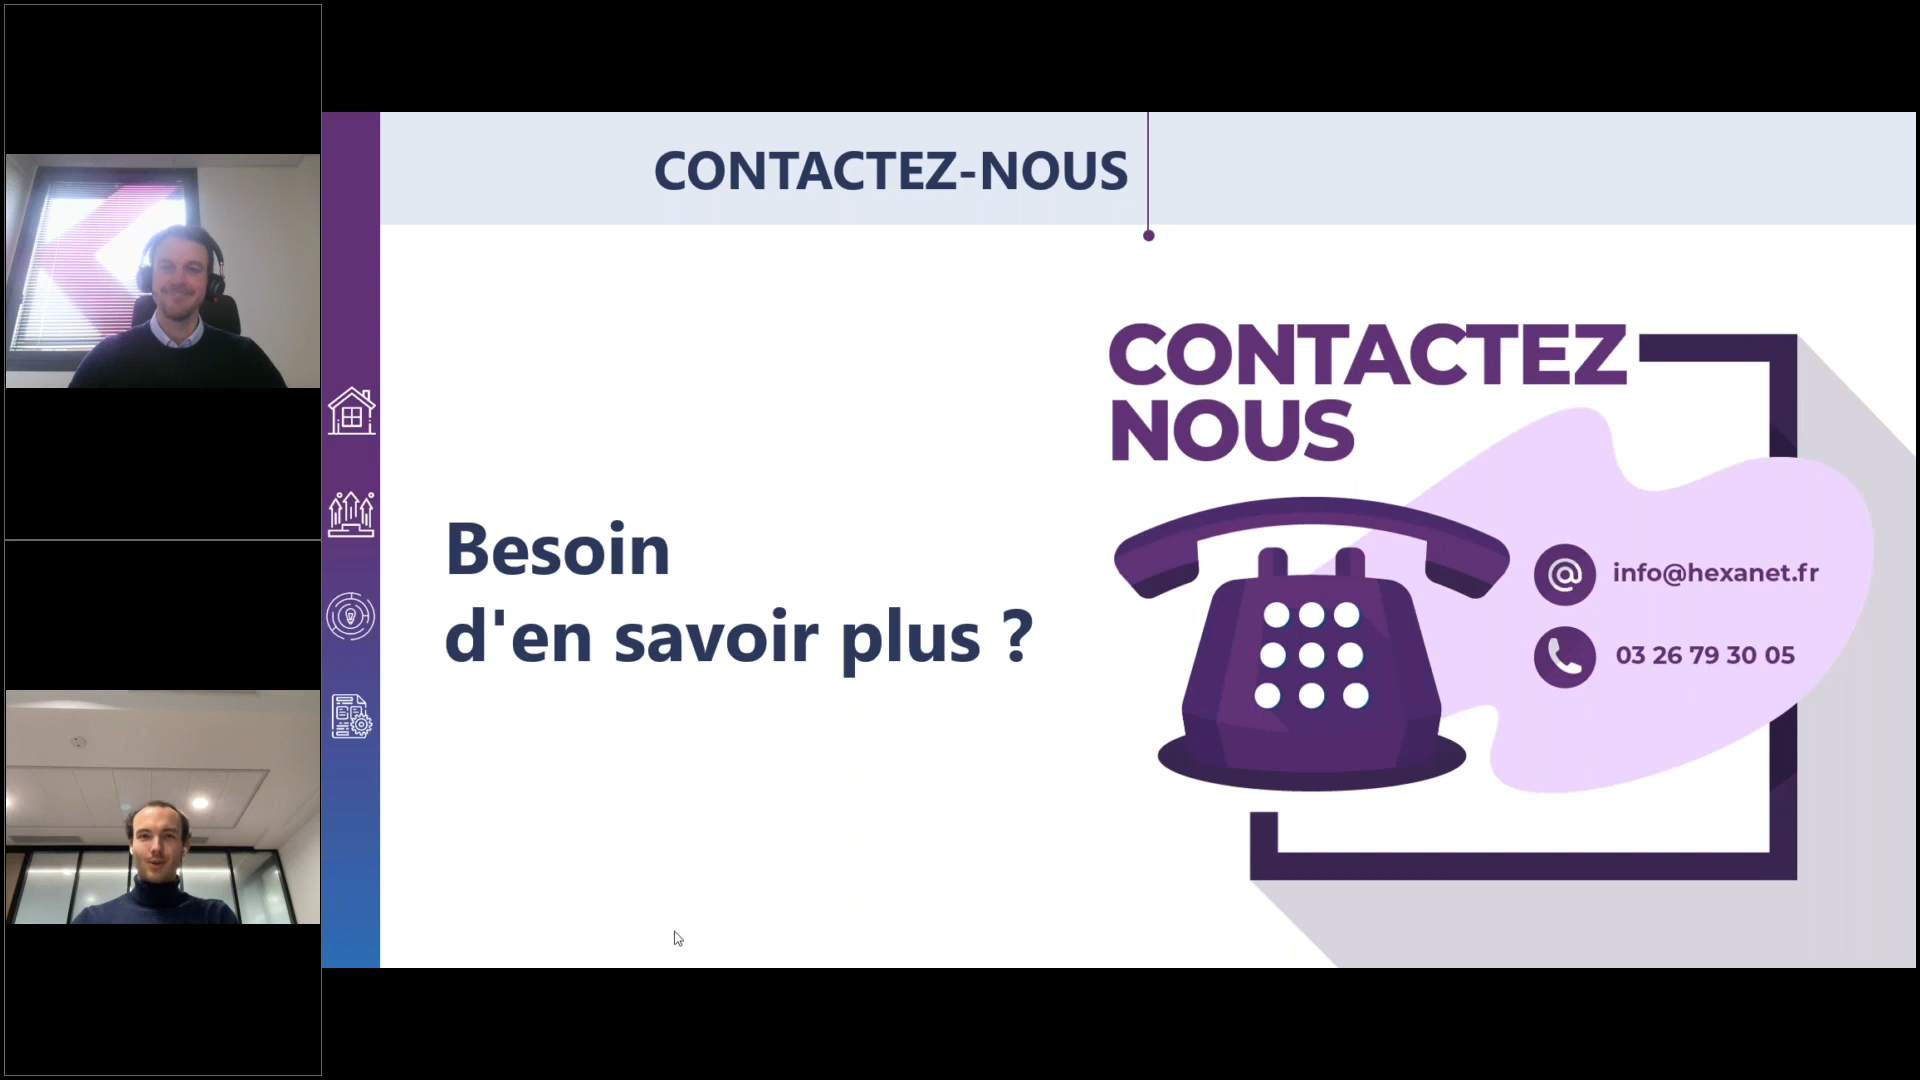 CONTACTEZ-NOUS
Besoin
d'en savoir plus ?
CONTACTEZ
NOUS
info@hexanet.fr
03 26 79 30 05